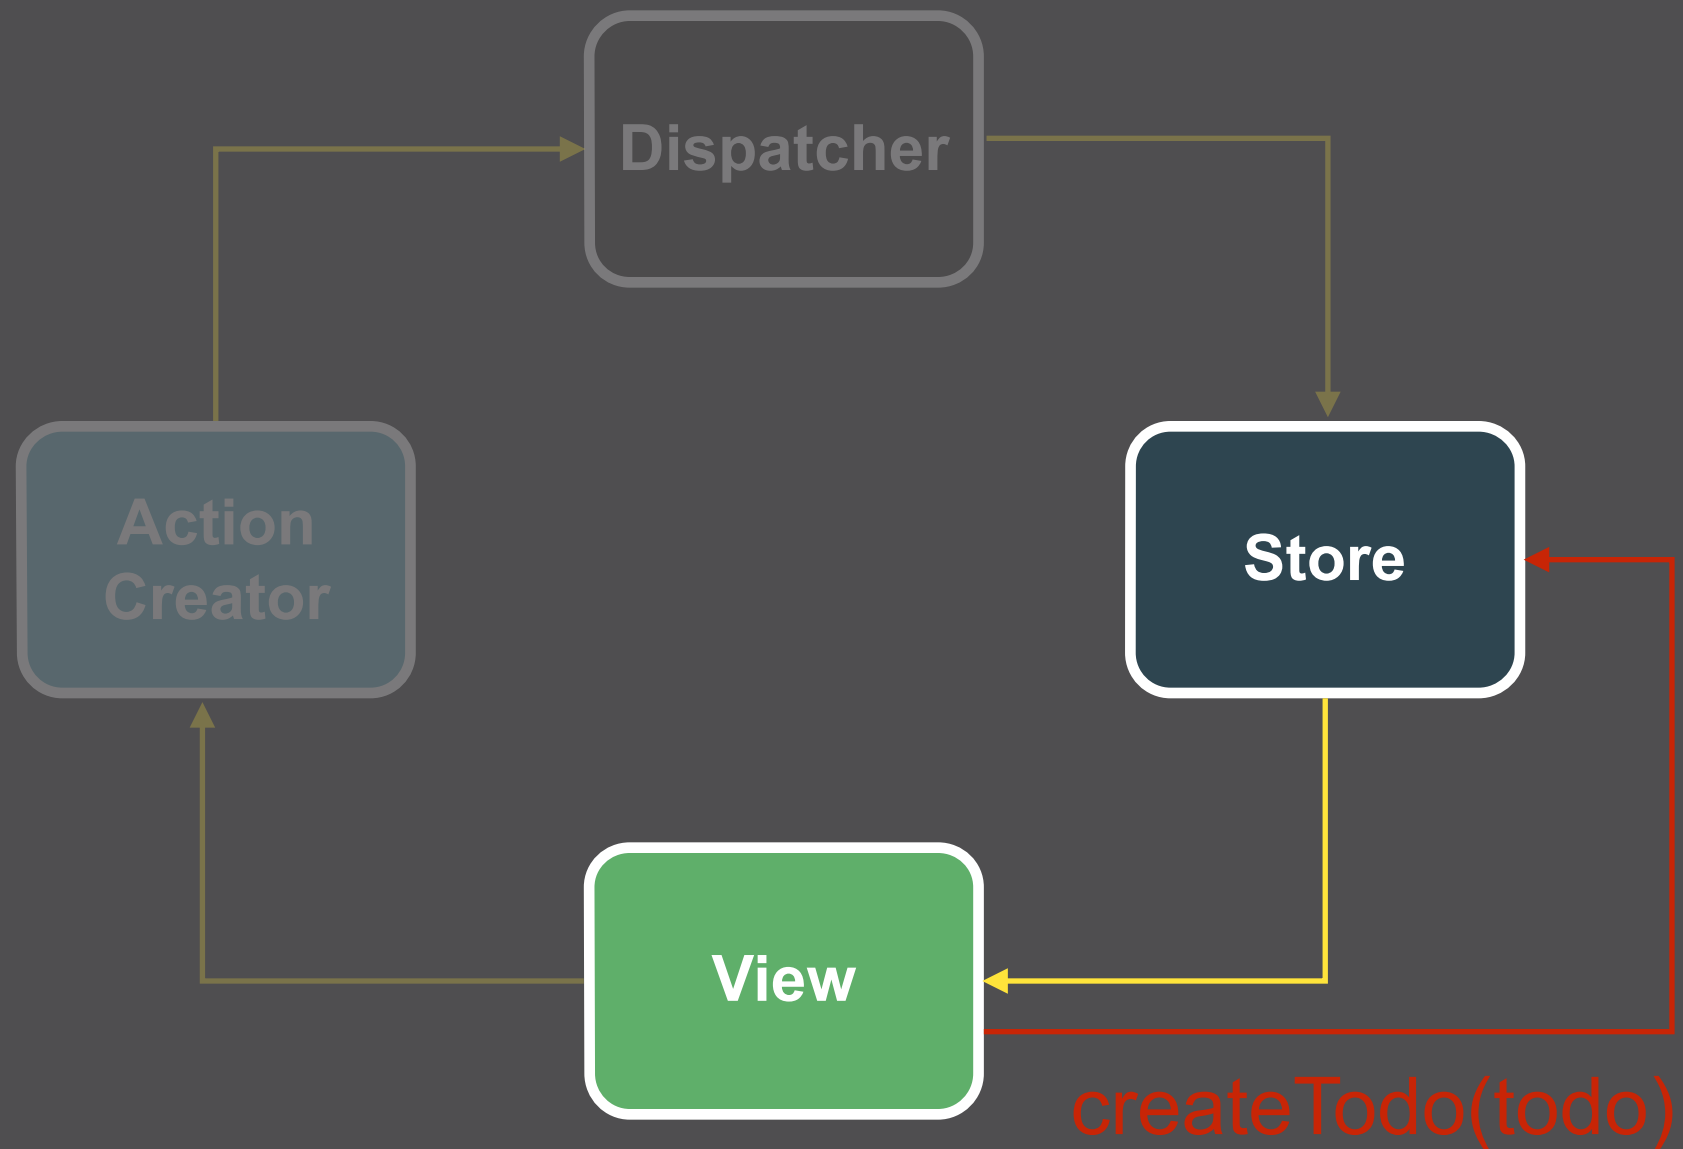 Dispatcher
Action
Creator
Store
View
createTodo(todo)